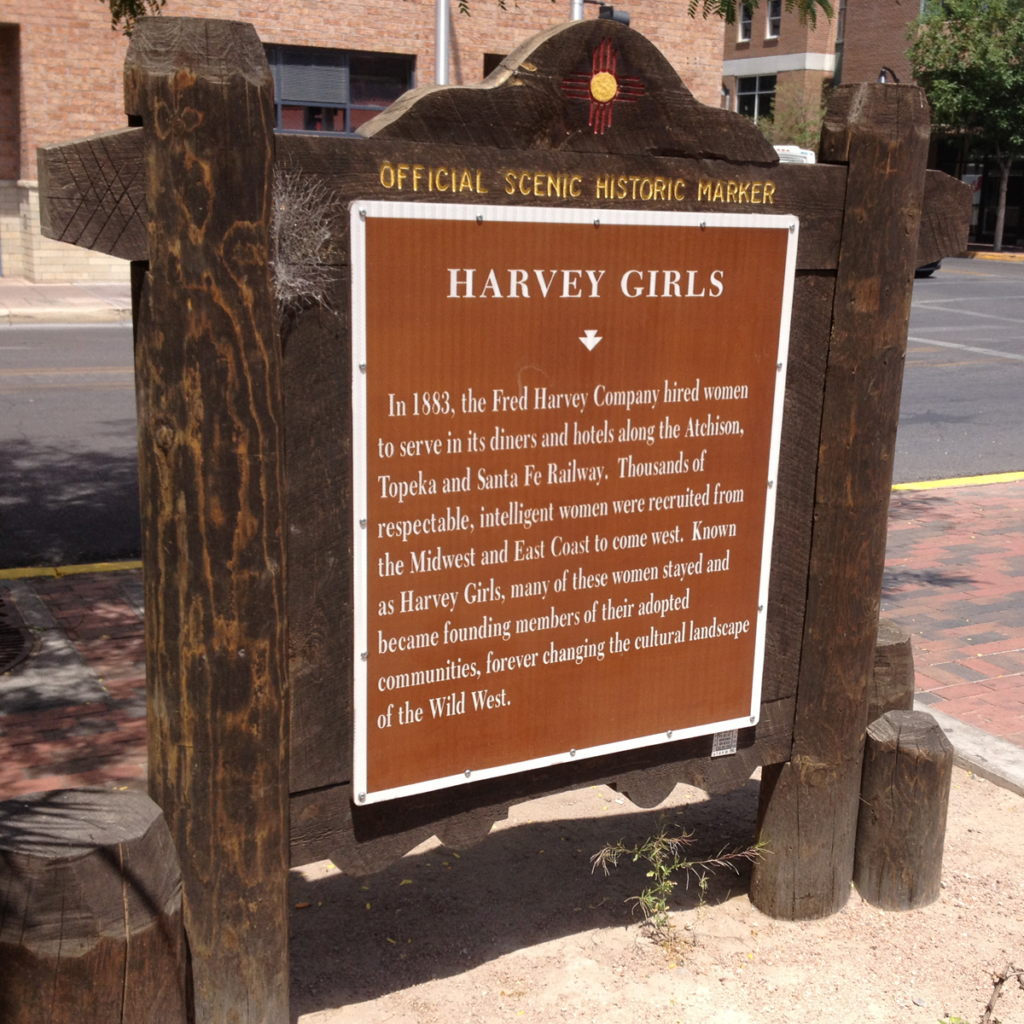 OFFICIAL SCENIC HISTORIC MARKER
HARVEY GIRLS
In 1883, the Fred Harvey Company hired women
to serve in its diners and hotels along the Atchison,
Topeka and Santa Fe Railway. Thousands of
respectable, intelligent women were recruited from
the Midwest and East Coast to come west. Known
as Harvey Girls, many of these women stayed and
became founding members of their adopted
communities, forever changing the cultural landscape
of the Wild West.